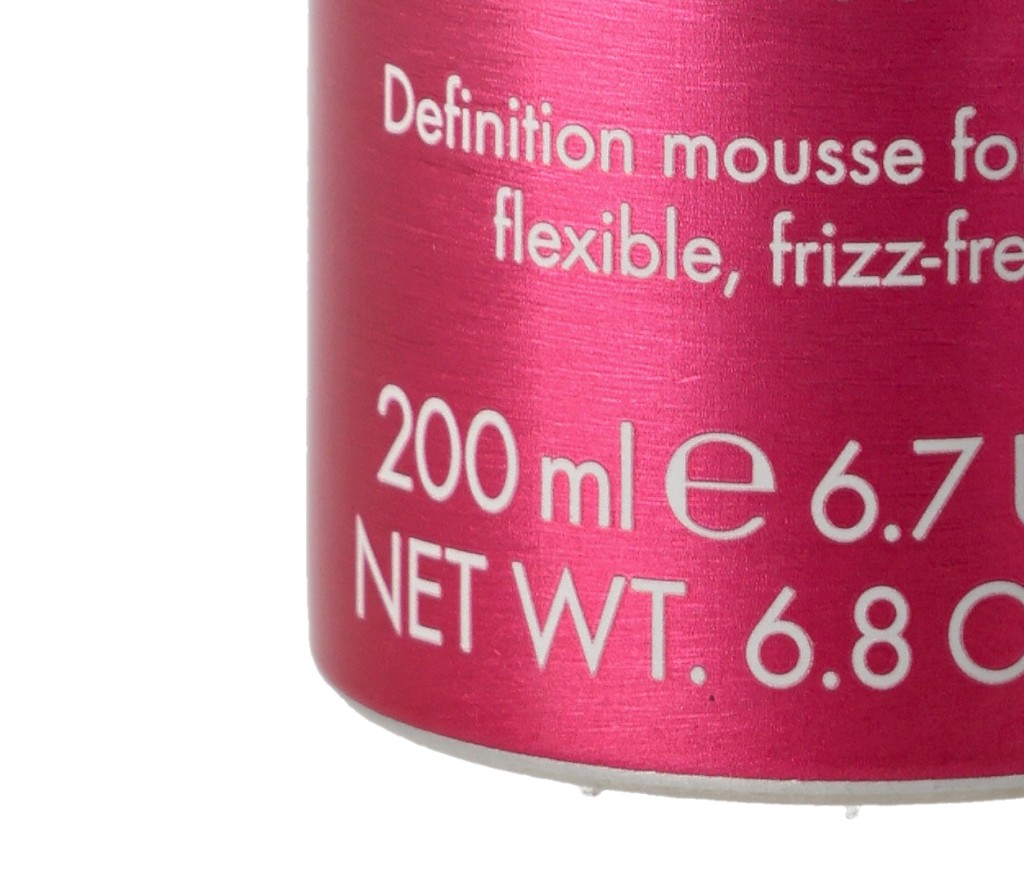 Definition mousse fo
flexible, frizz-fre
200 ml e 6.7 U
NET WT. 6.8 O